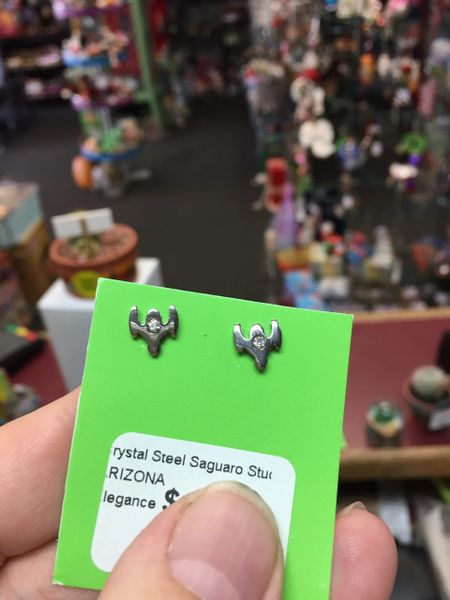 rystal Steel Saguaro Stud
ARIZONA
legance $